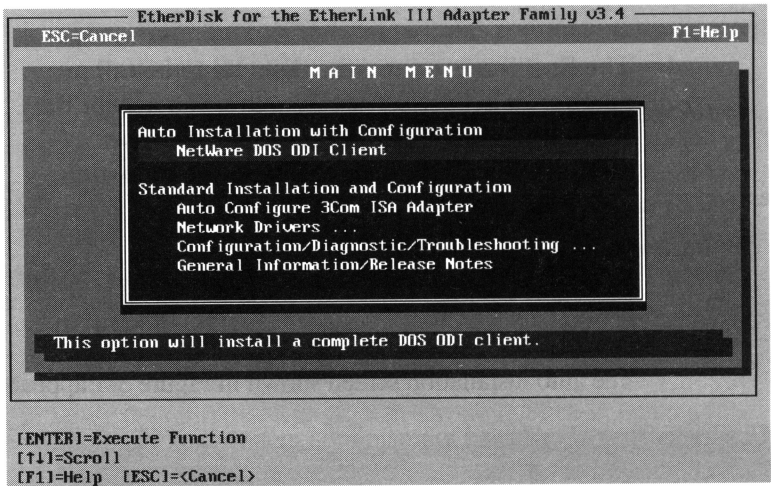 EtherDisk for the EtherLink III Adapter Family v3.4
ESC=Cancel F1=Help
MAIN MENU
Auto Installation with Configuration
NetWare DOS ODI Client
Standard Installation and Configuration
Auto Configure 3Com ISA Adapter
Network Drivers ...
Configuration/Diagnostic/Troubleshooting ...
General Information/Release Notes
This option will install a complete DOS ODI client.
[ENTER]=Execute Function
[↑↓]=Scroll
[F1]=Help [ESC]=<Cancel>